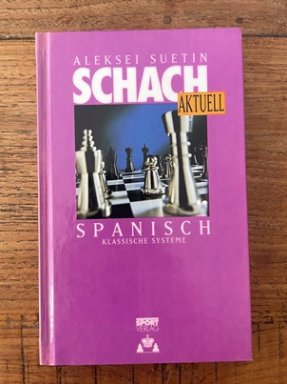 ALEKSEI SUETIN
SCHACH
AKTUELL
SPANISCH
KLASSISCHE SYSTEME
SPORT
VERLAG